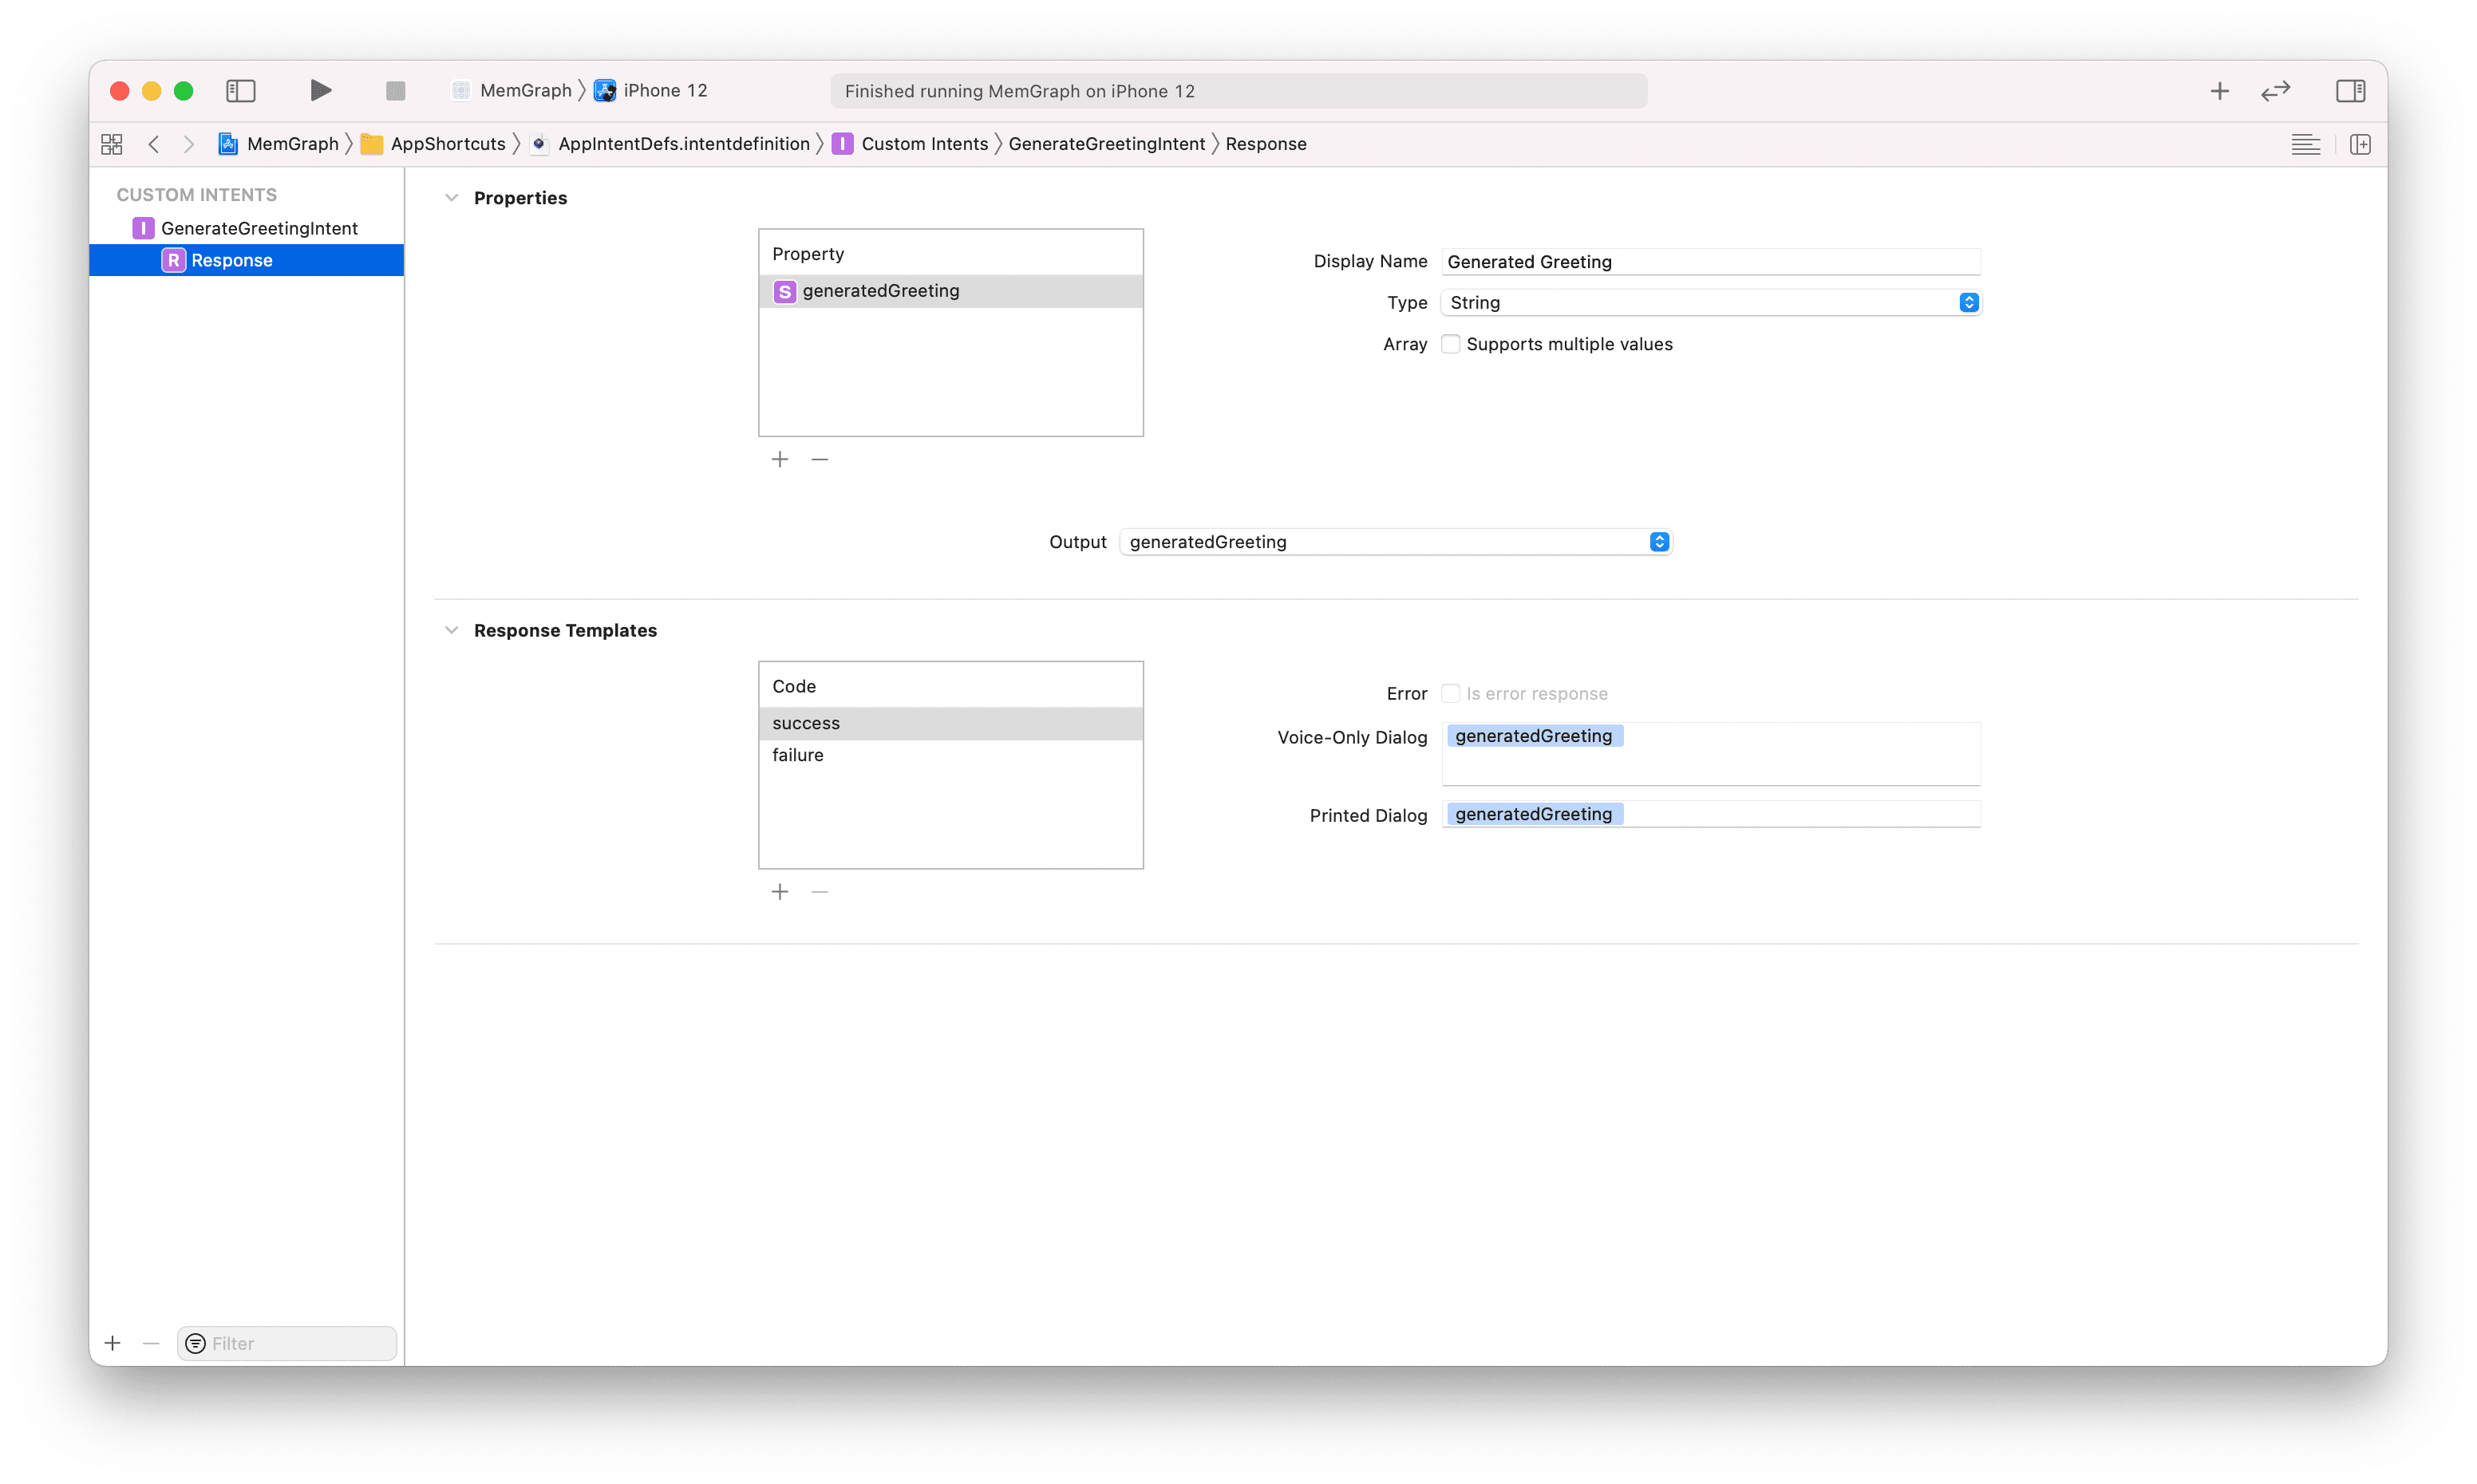 MemGraph iPhone 12
Finished running MemGraph on iPhone 12
MemGraph AppShortcuts AppIntentDefs.intentdefinition I Custom Intents GenerateGreetingIntent Response
CUSTOM INTENTS
I GenerateGreetingIntent
R Response
Filter
Properties
Property
S generatedGreeting
Display Name Generated Greeting
Type String
Array Supports multiple values
Output generatedGreeting
Response Templates
Code
success
failure
Error Is error response
Voice-Only Dialog generatedGreeting
Printed Dialog generatedGreeting